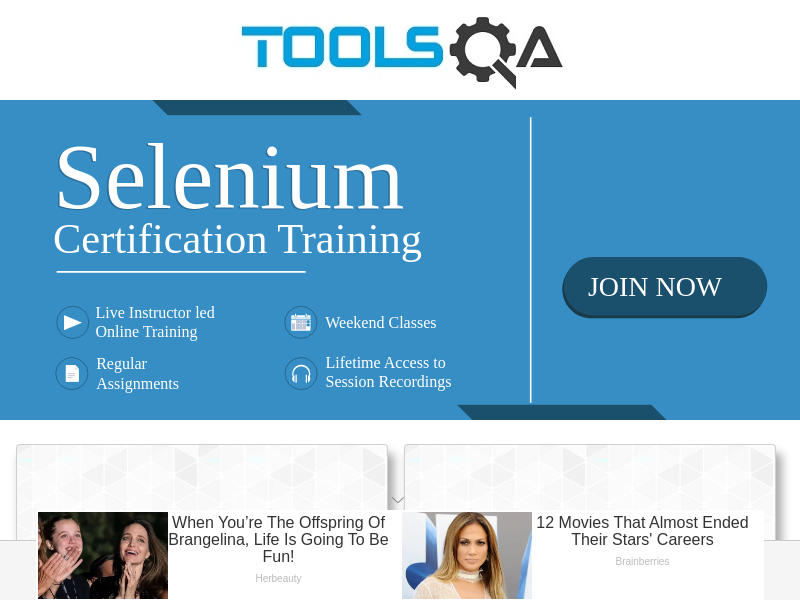 TOOLSQA
Selenium
Certification Training
Live Instructor led
Online Training
Weekend Classes
Regular
Assignments
Lifetime Access to
Session Recordings
JOIN NOW
When You’re The Offspring Of
Brangelina, Life Is Going To Be
Fun!
Herbeauty
12 Movies That Almost Ended
Their Stars' Careers
Brainberries